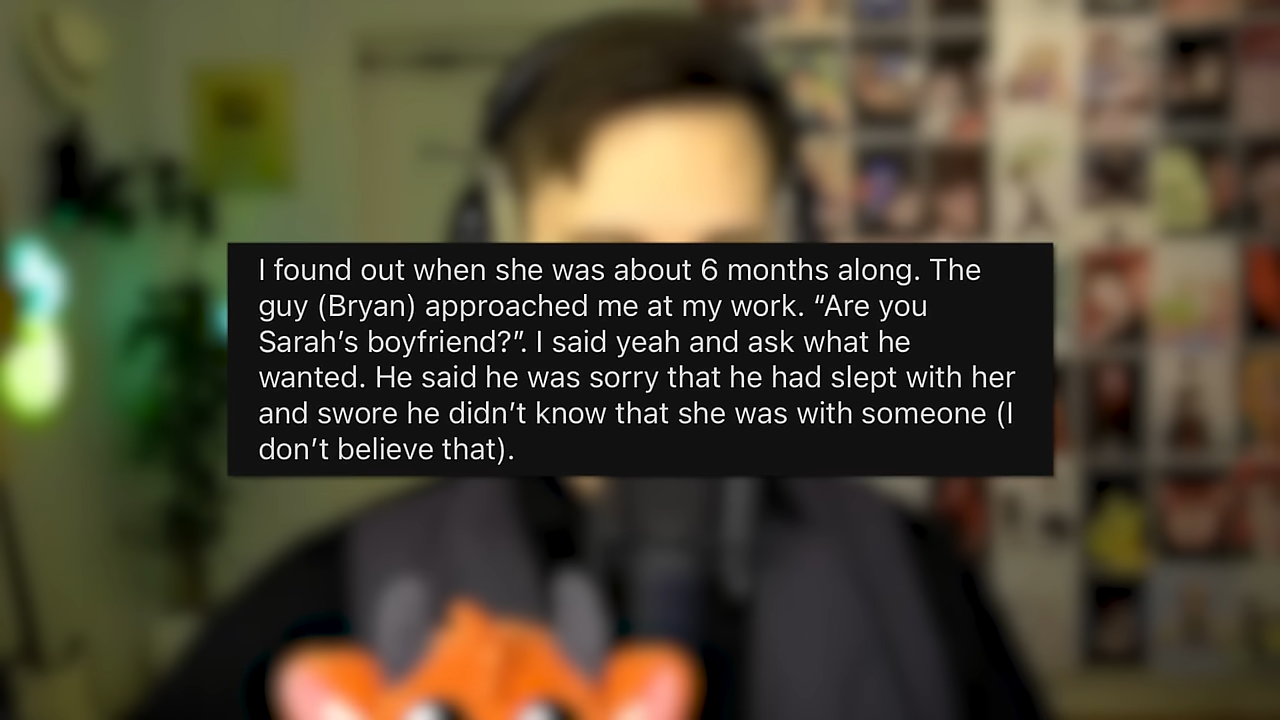 I found out when she was about 6 months along. The
guy (Bryan) approached me at my work. “Are you
Sarah’s boyfriend?”. I said yeah and ask what he
wanted. He said he was sorry that he had slept with her
and swore he didn’t know that she was with someone (I
don’t believe that).